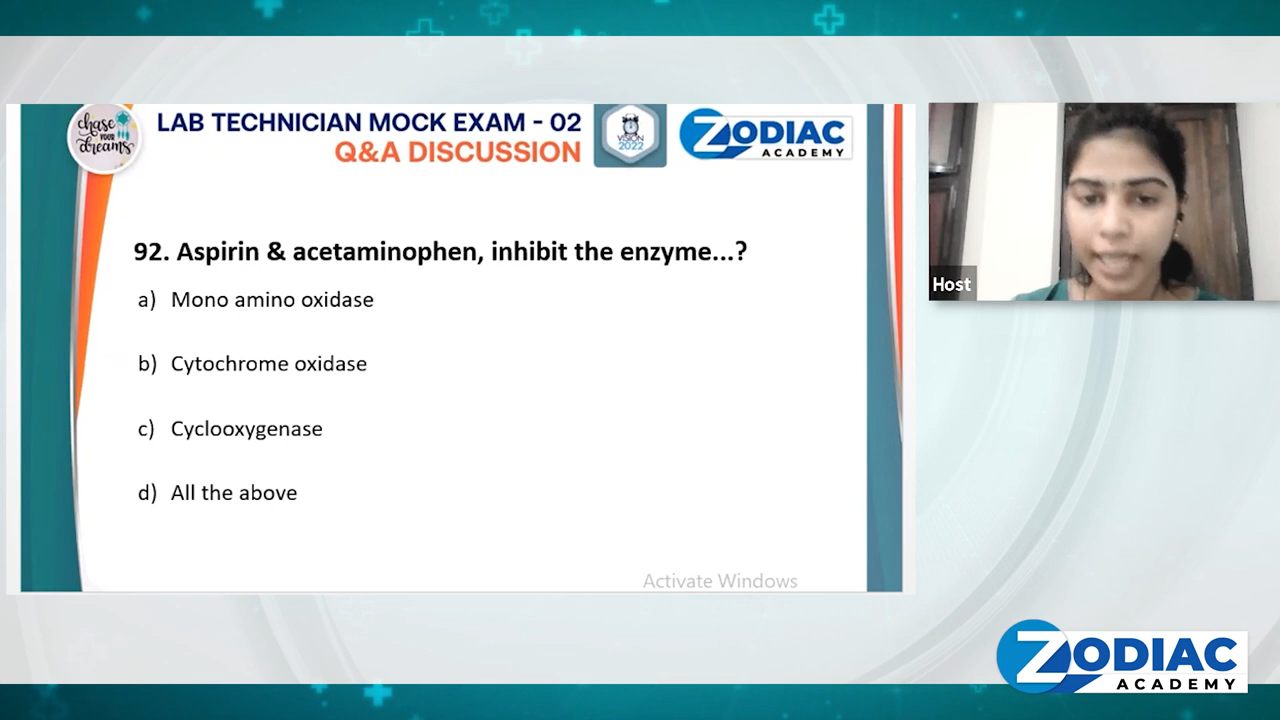 chase
YOUR
dreams
LAB TECHNICIAN MOCK EXAM - 02
Q&A DISCUSSION
VISION
2022
ZODIAC
ACADEMY
92. Aspirin & acetaminophen, inhibit the enzyme...?
a) Mono amino oxidase
b) Cytochrome oxidase
c) Cyclooxygenase
d) All the above
Activate Windows
Host
ZODIAC
ACADEMY